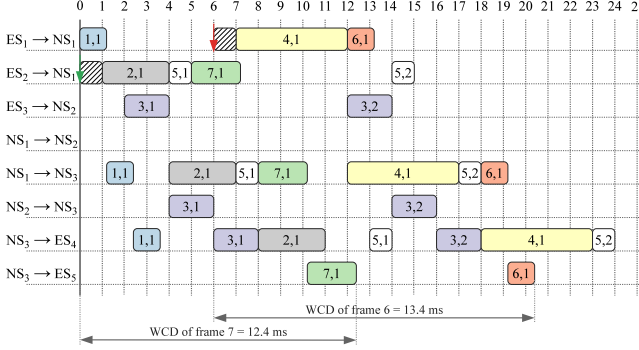 0 1 2 3 4 5 6 7 8 9 10 11 12 13 14 15 16 17 18 19 20 21 22 23 24 2
ES1 → NS1 1,1 4,1 6,1
ES2 → NS1 2,1 5,1 7,1 5,2
ES3 → NS2 3,1 3,2
NS1 → NS2
NS1 → NS3 1,1 2,1 5,1 7,1 4,1 5,2 6,1
NS2 → NS3 3,1 3,2
NS3 → ES4 1,1 3,1 2,1 5,1 3,2 4,1 5,2
NS3 → ES5 7,1 6,1
WCD of frame 6 = 13.4 ms
WCD of frame 7 = 12.4 ms